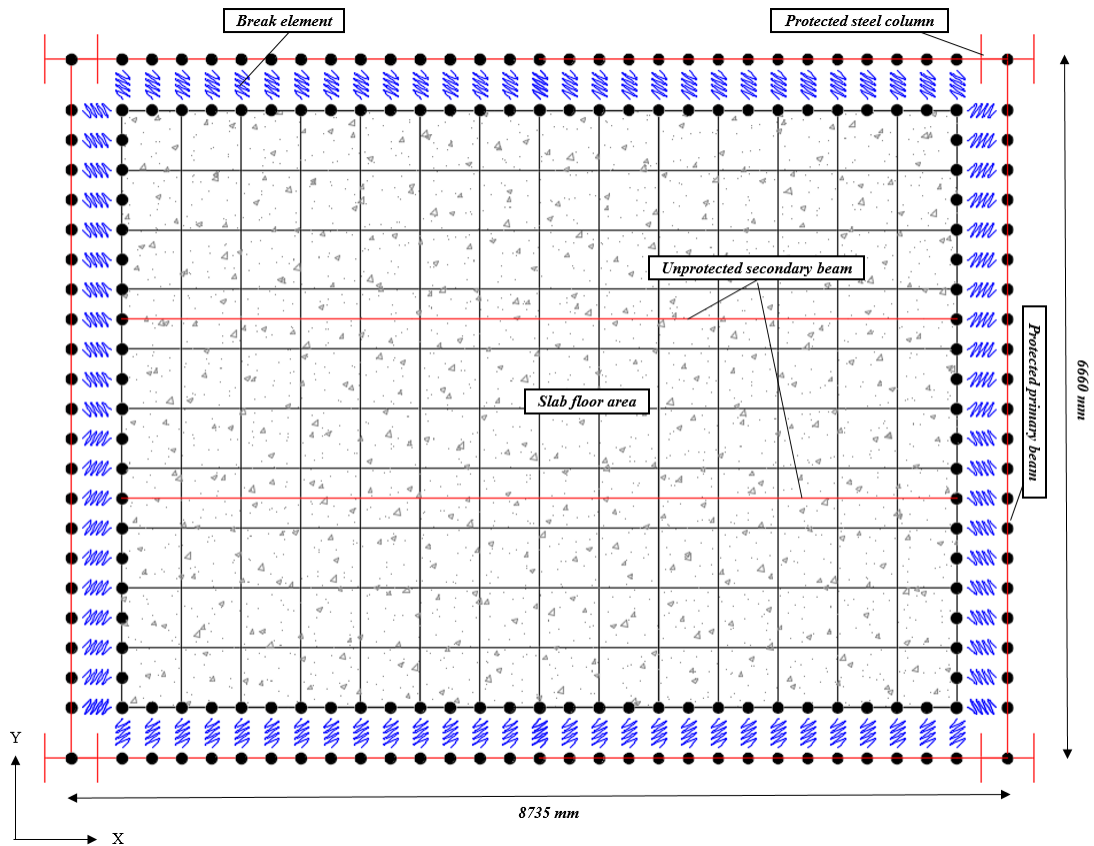 Break element
Protected steel column
Unprotected secondary beam
Protected primary beam
6660 mm
Slab floor area
Y
8735 mm
X